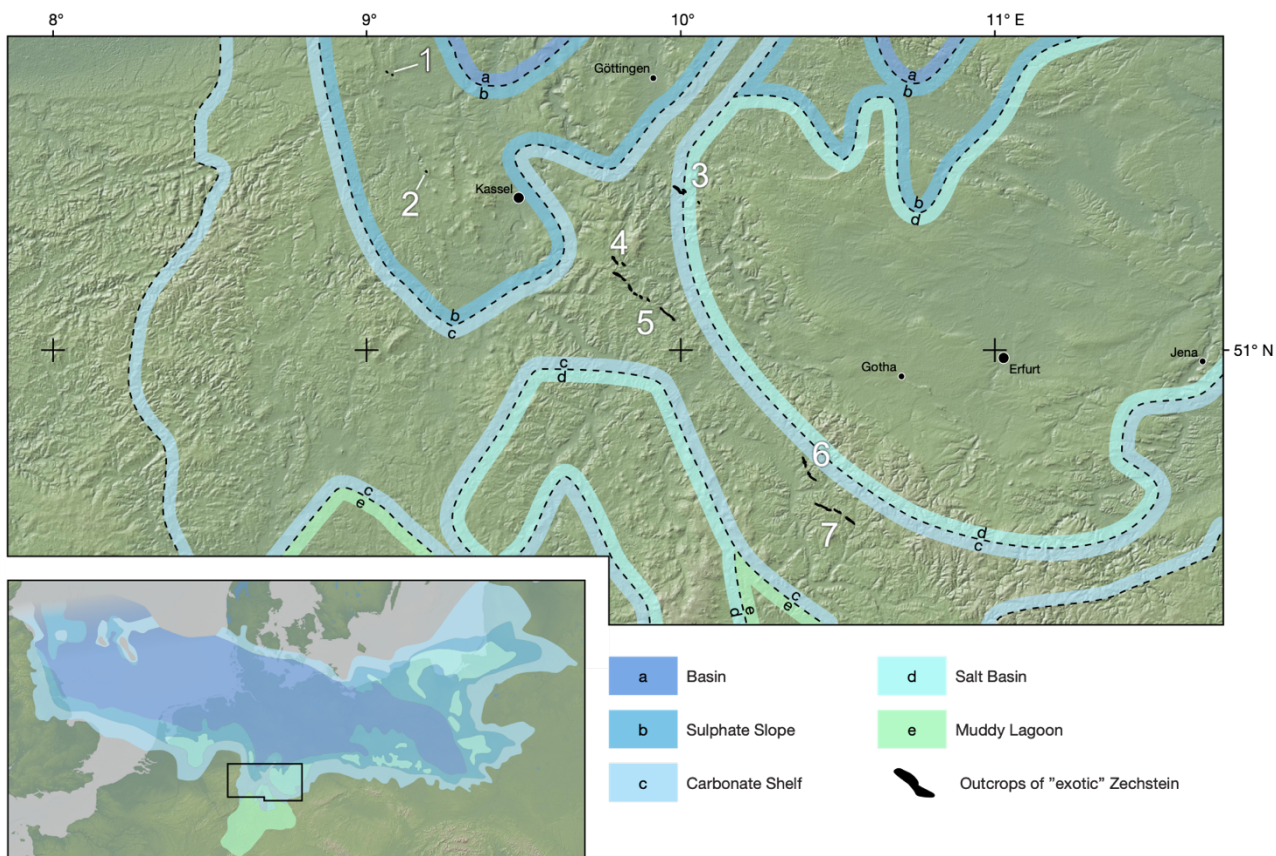 8° 9° 10° 11° E
1
a
b
Göttingen
a
b
2
Kassel
3
b
d
4
5
b
c
51° N
c
d
Gotha
Erfurt
Jena
6
c
e
7
d
c
d
e
c
e
a Basin
b Sulphate Slope
c Carbonate Shelf
d Salt Basin
e Muddy Lagoon
Outcrops of ”exotic” Zechstein